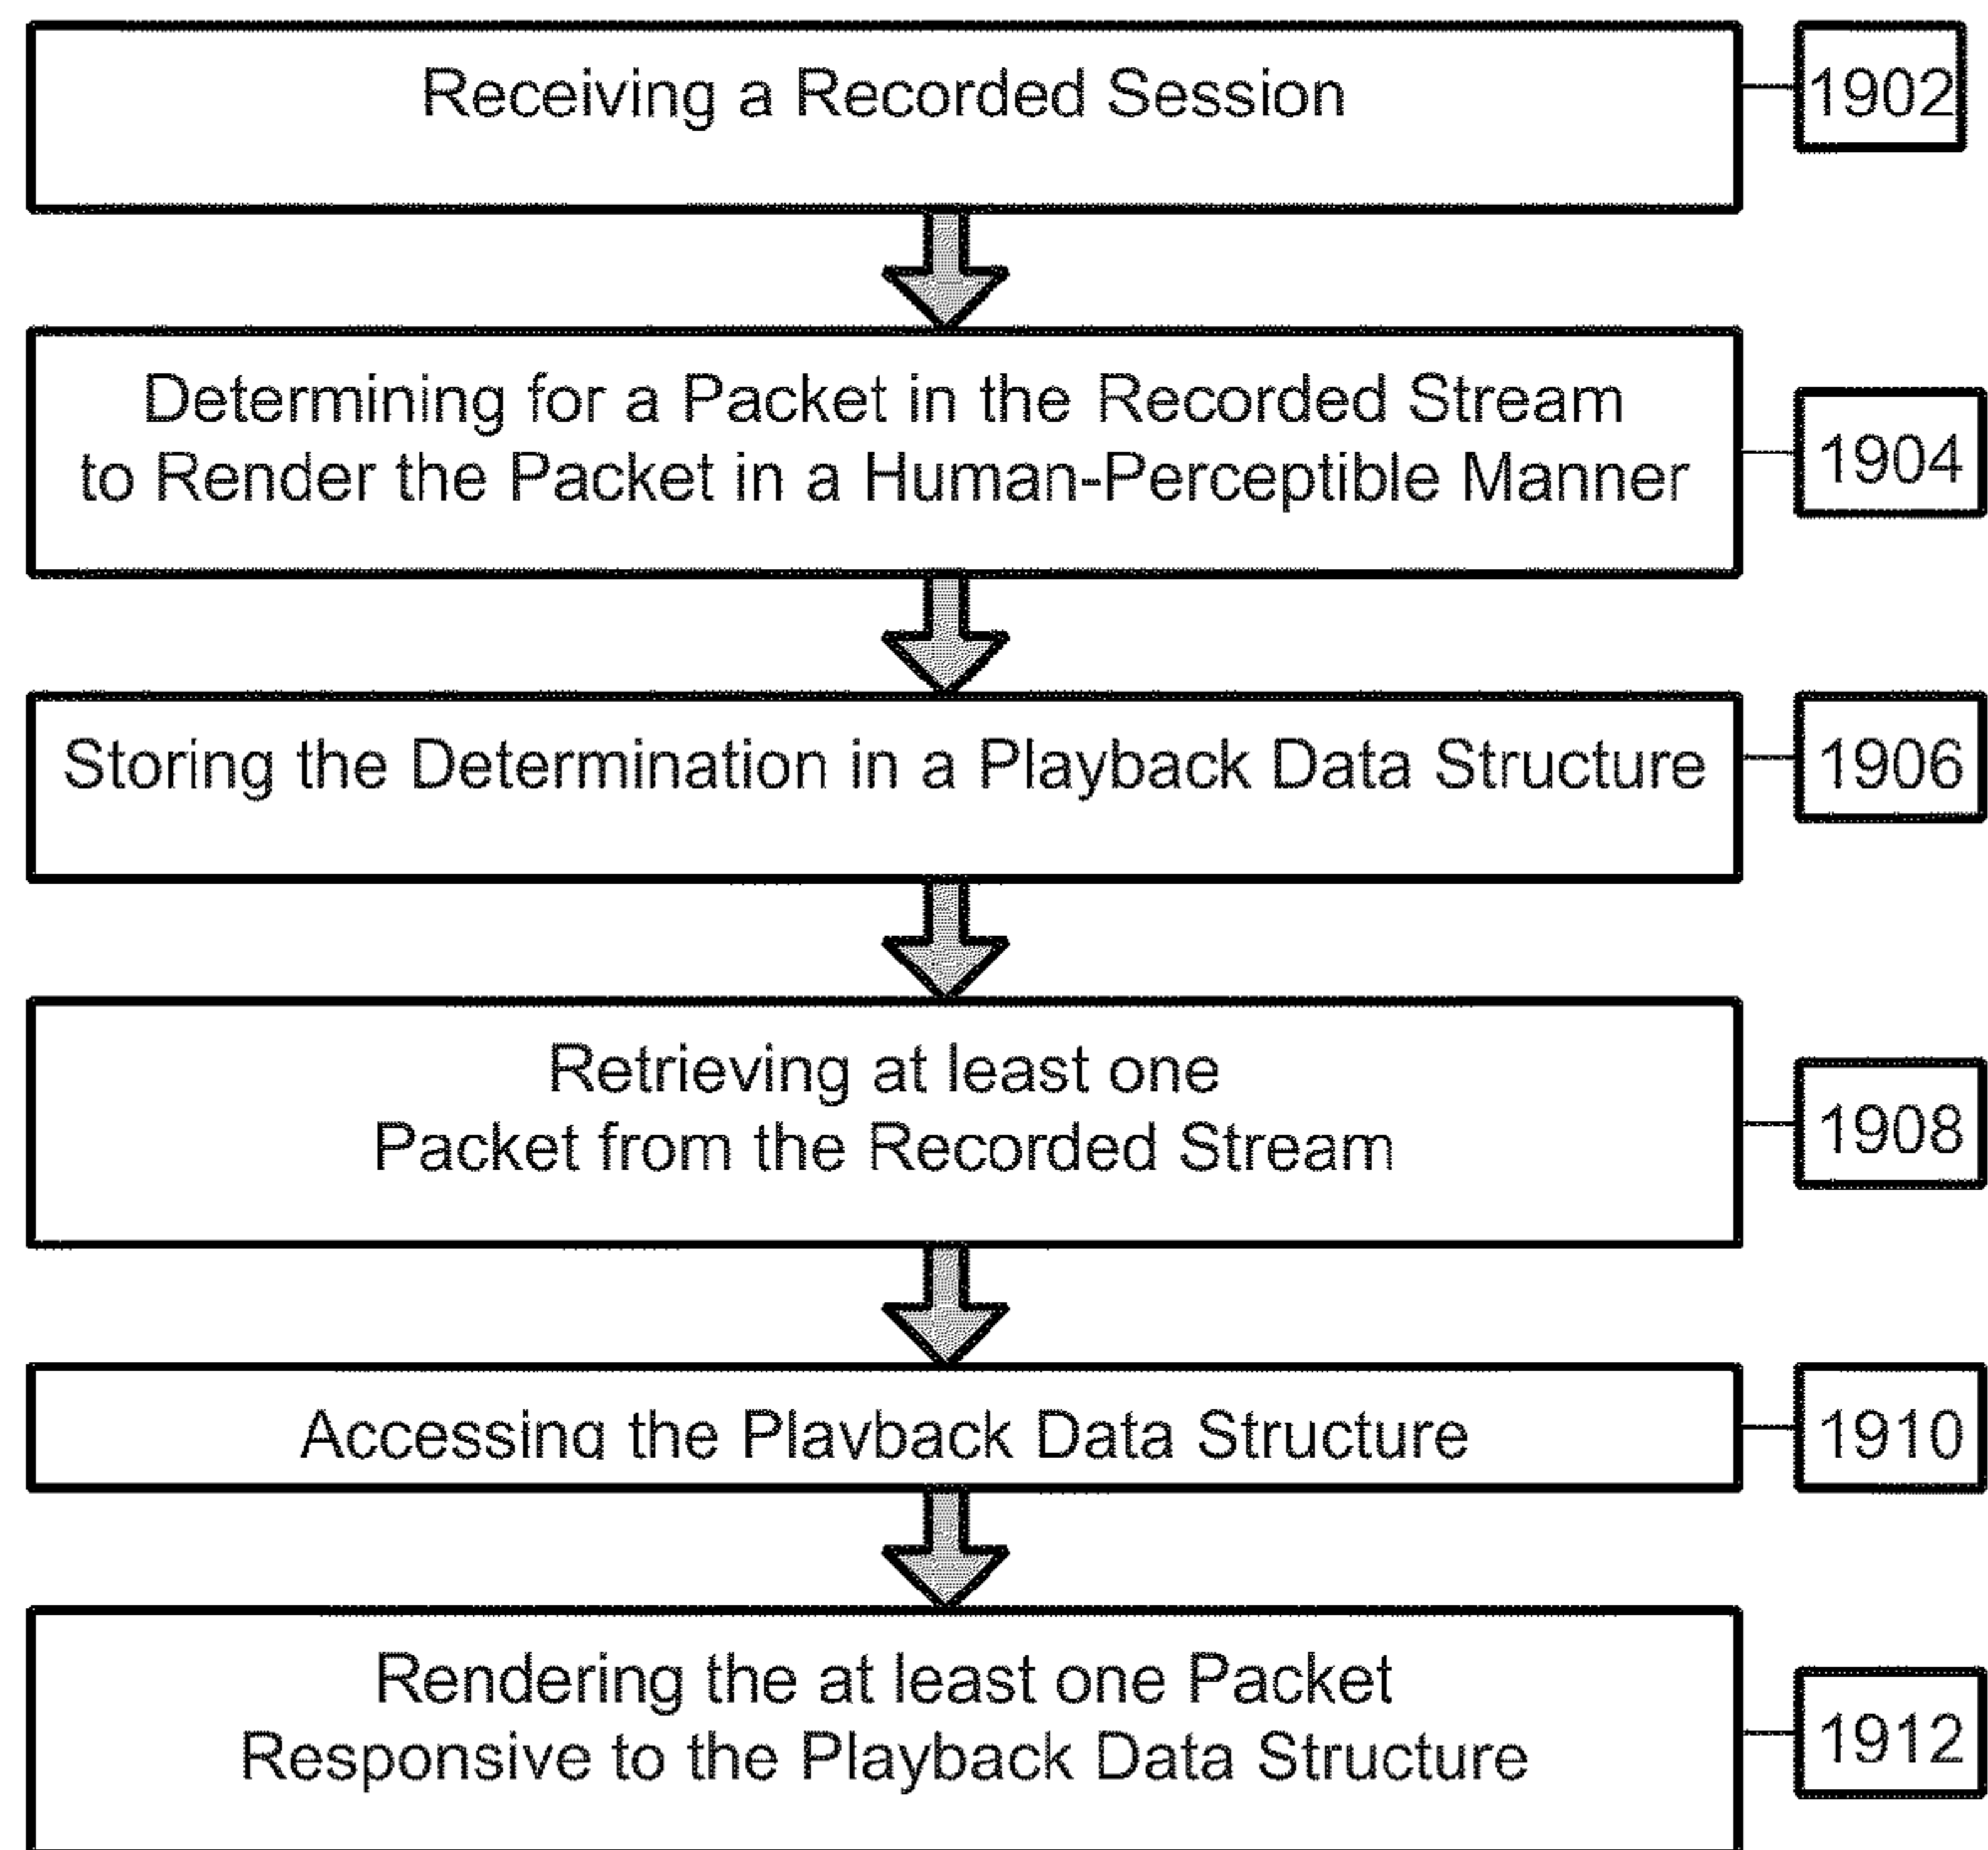 Receiving a Recorded Session
1902
Determining for a Packet in the Recorded Stream
to Render the Packet in a Human-Perceptible Manner
1904
Storing the Determination in a Playback Data Structure
1906
Retrieving at least one
Packet from the Recorded Stream
1908
Accessing the Playback Data Structure
1910
Rendering the at least one Packet
Responsive to the Playback Data Structure
1912